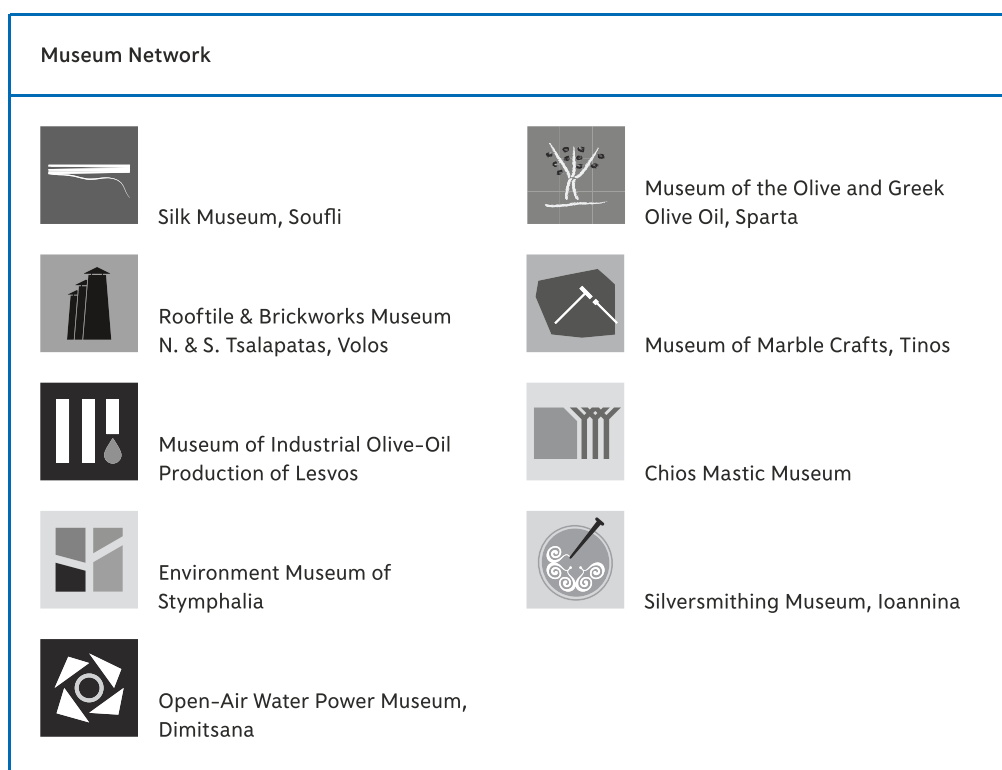 Museum Network
Silk Museum, Soufli
Rooftile & Brickworks Museum
N. & S. Tsalapatas, Volos
Museum of Industrial Olive-Oil
Production of Lesvos
Environment Museum of
Stymphalia
Open-Air Water Power Museum,
Dimitsana
Museum of the Olive and Greek
Olive Oil, Sparta
Museum of Marble Crafts, Tinos
Chios Mastic Museum
Silversmithing Museum, Ioannina